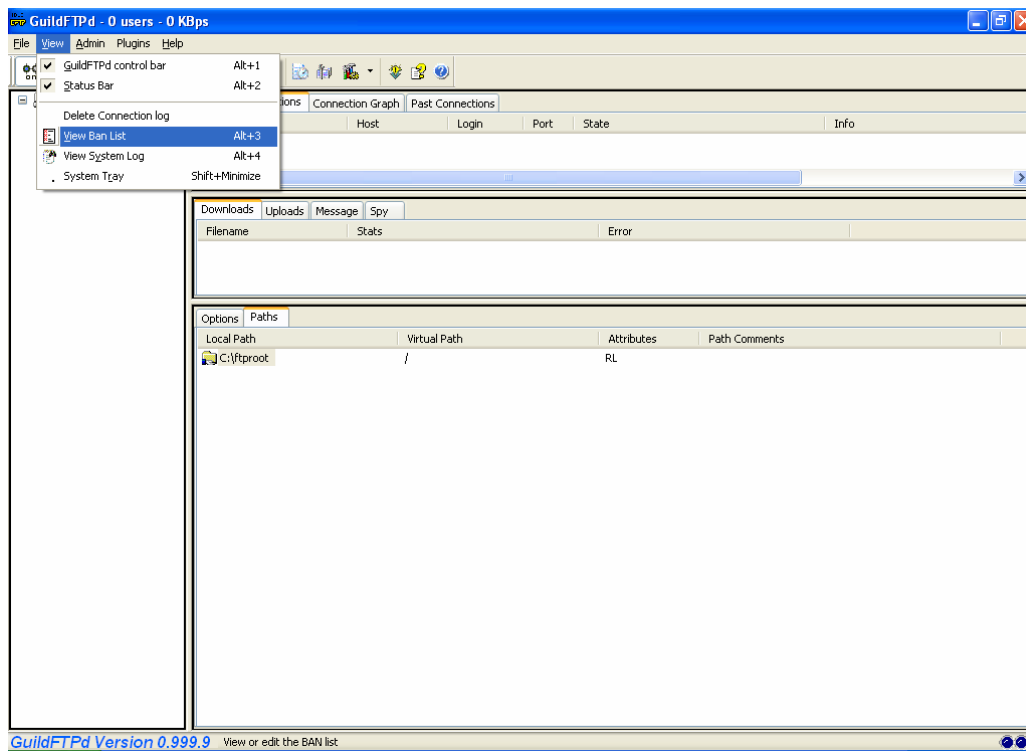 GuildFTPd - 0 users - 0 KBps
File View Admin Plugins Help
GuildFTPd control bar Alt+1
Status Bar Alt+2
Delete Connection log
View Ban List Alt+3
View System Log Alt+4
System Tray Shift+Minimize
Connection Graph Past Connections
Host Login Port State Info
Downloads Uploads Message Spy
Filename Stats Error
Options Paths
Local Path Virtual Path Attributes Path Comments
C:\ftproot / RL
GuildFTPd Version 0.999.9 View or edit the BAN list